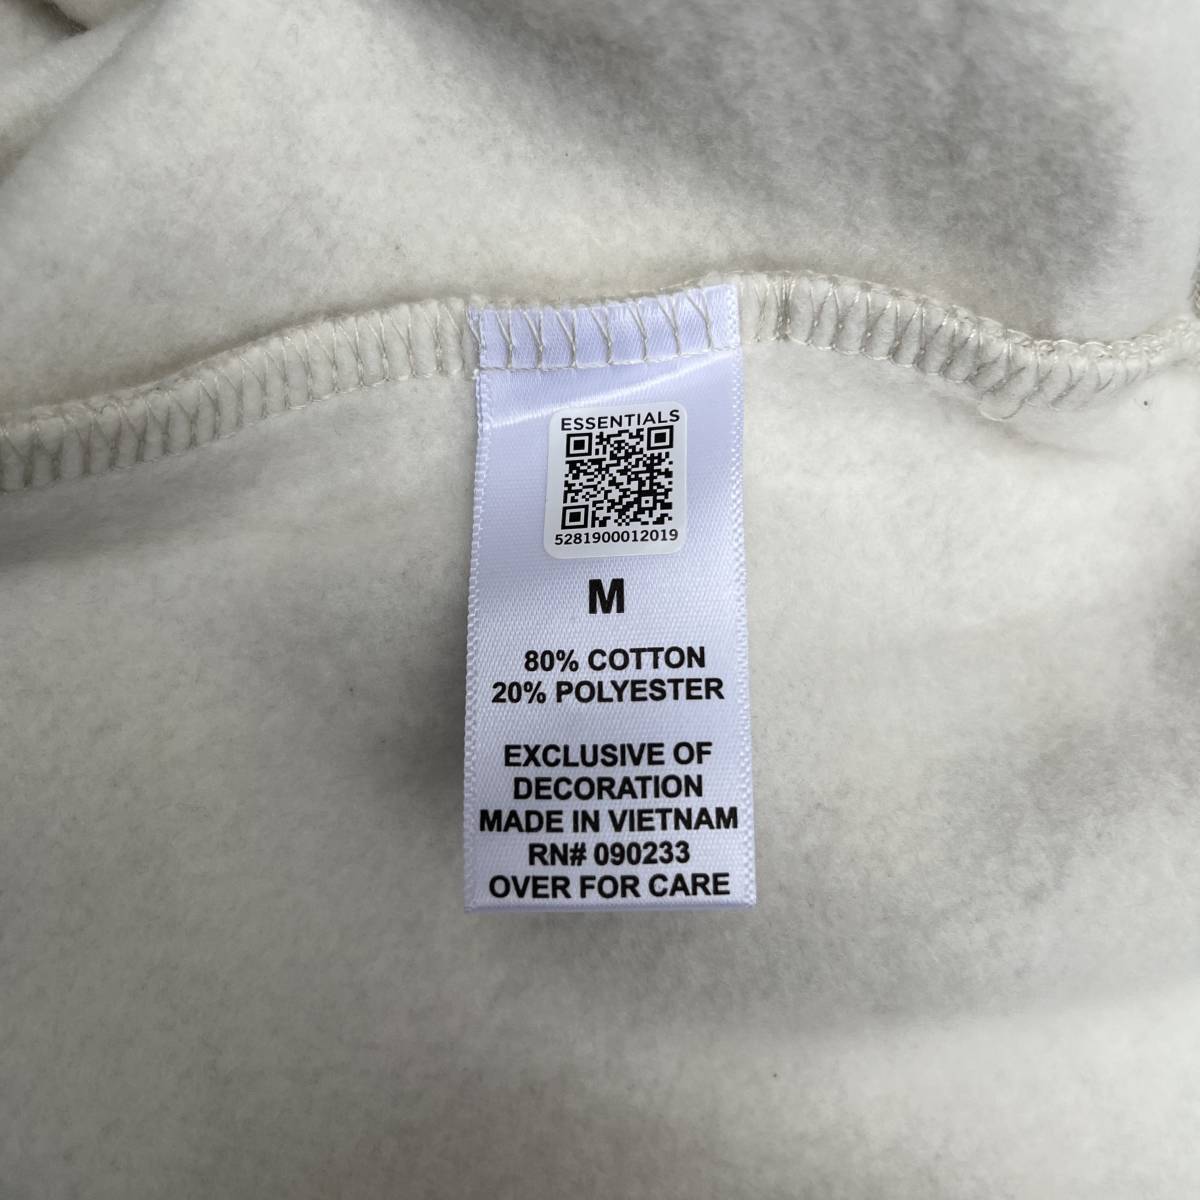 ESSENTIALS
5281900012019
M
80% COTTON
20% POLYESTER
EXCLUSIVE OF
DECORATION
MADE IN VIETNAM
RN# 090233
OVER FOR CARE